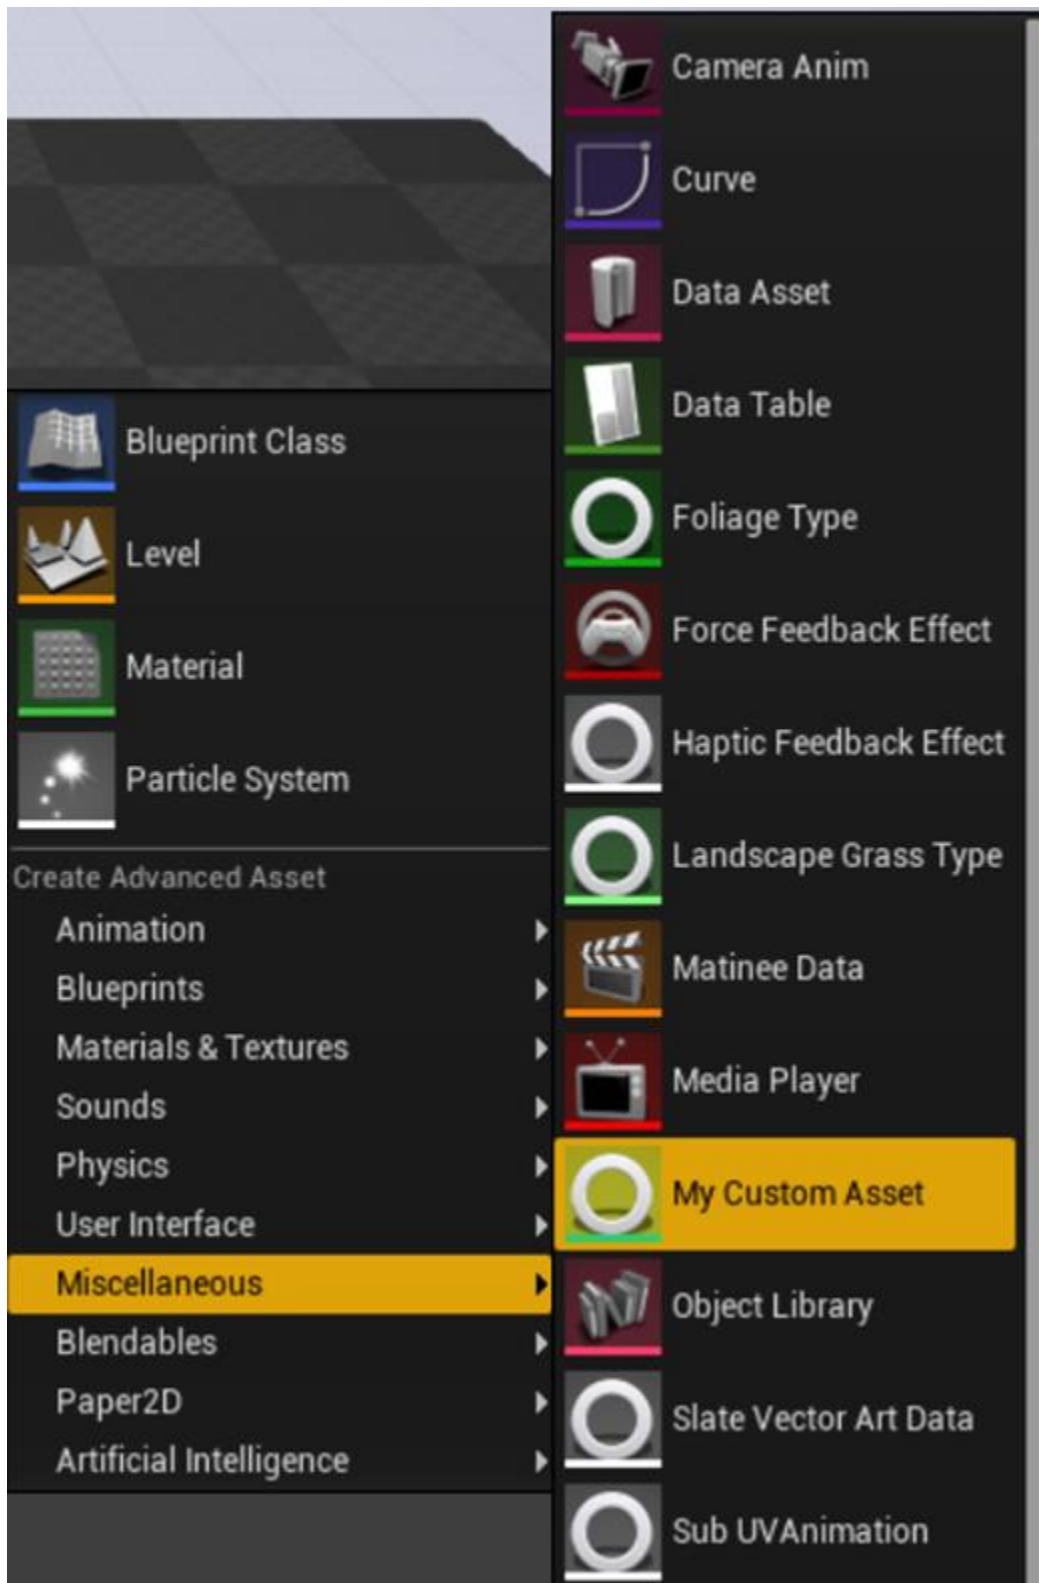 Blueprint Class
Level
Material
Particle System
Create Advanced Asset
Animation
Blueprints
Materials & Textures
Sounds
Physics
User Interface
Miscellaneous
Blendables
Paper2D
Artificial Intelligence
Camera Anim
Curve
Data Asset
Data Table
Foliage Type
Force Feedback Effect
Haptic Feedback Effect
Landscape Grass Type
Matinee Data
Media Player
My Custom Asset
Object Library
Slate Vector Art Data
Sub UVAnimation